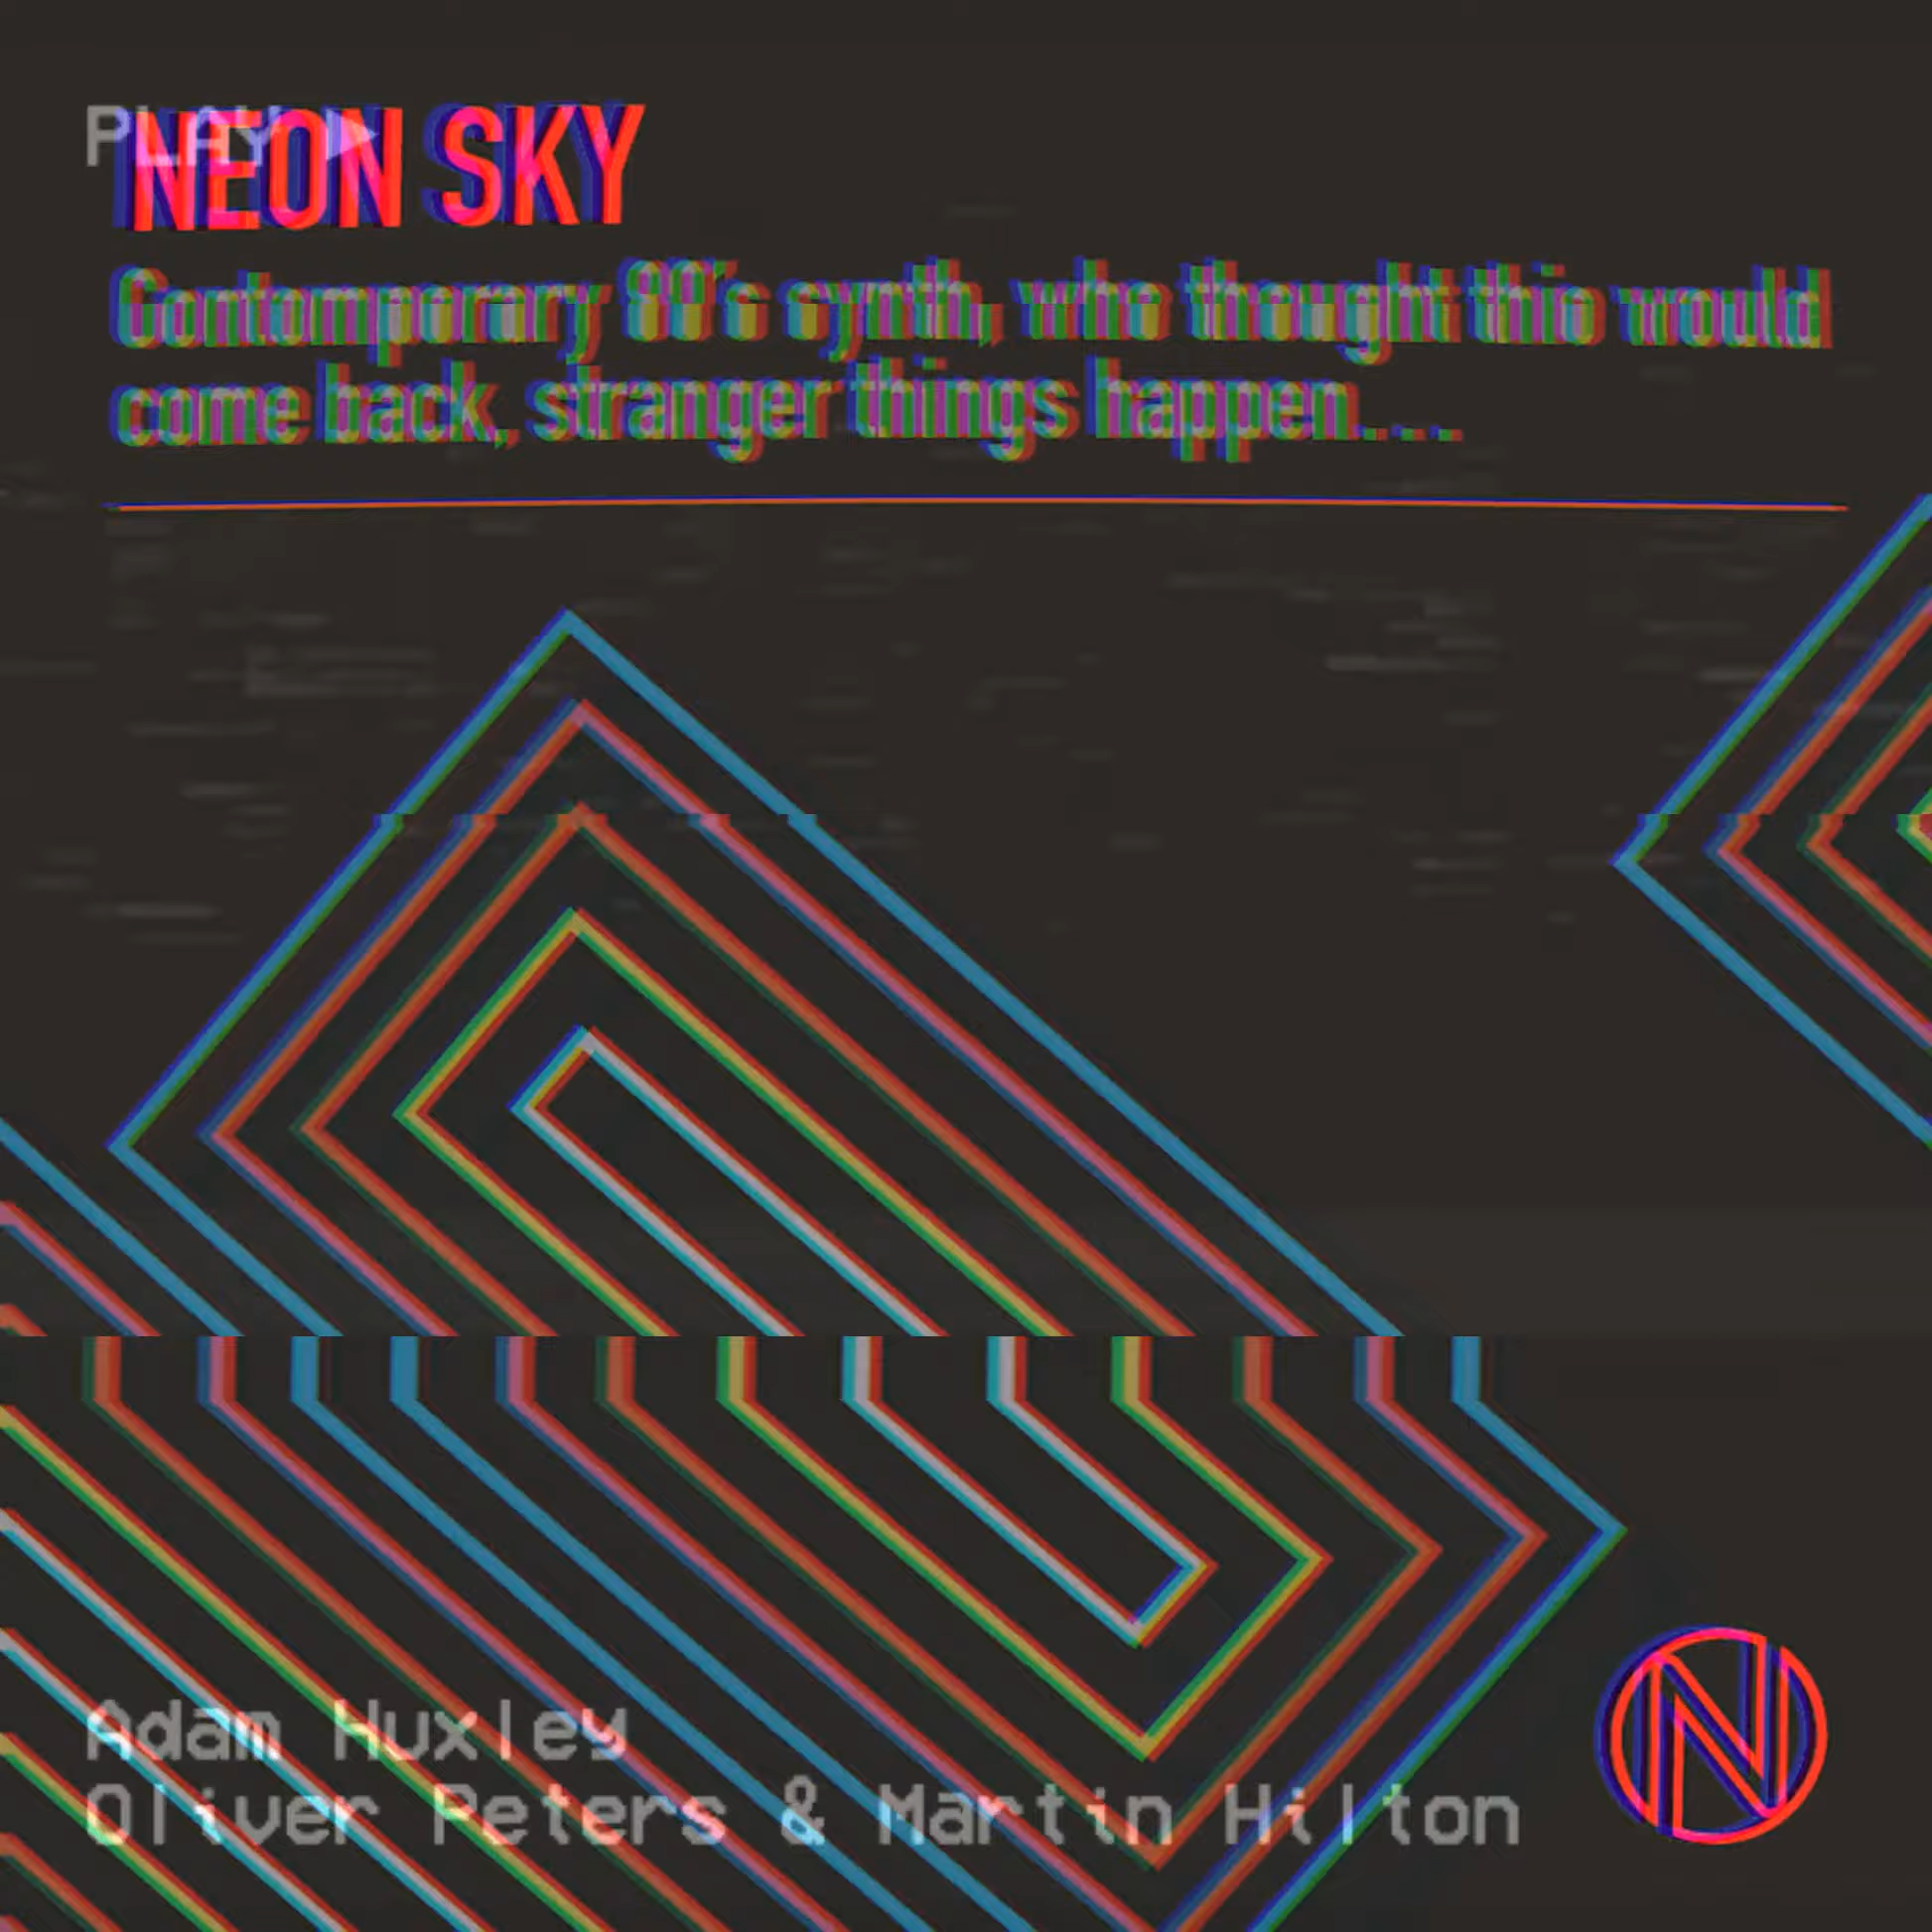 PLAY
NEON SKY
Contemporary 80's synth, who thought this would
come back, stranger things happen....
Adam Huxley
Oliver Peters & Martin Hilton
N